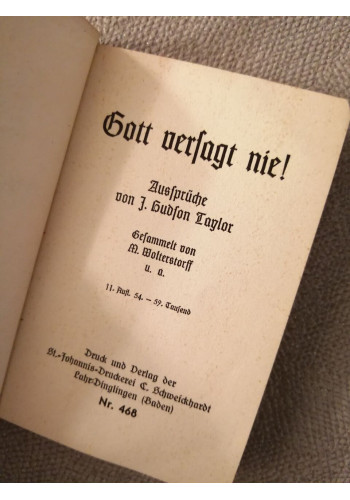 Gott versagt nie!
Aussprüche
von J. Hudson Taylor
Gesammelt von
M. Wolterstorff
u. a.
11. Aufl. 54. – 59. Tausend
Druck und Verlag der
St.-Johannis-Druckerei C. Schweickhardt
Lahr-Dinglingen (Baden)
Nr. 468